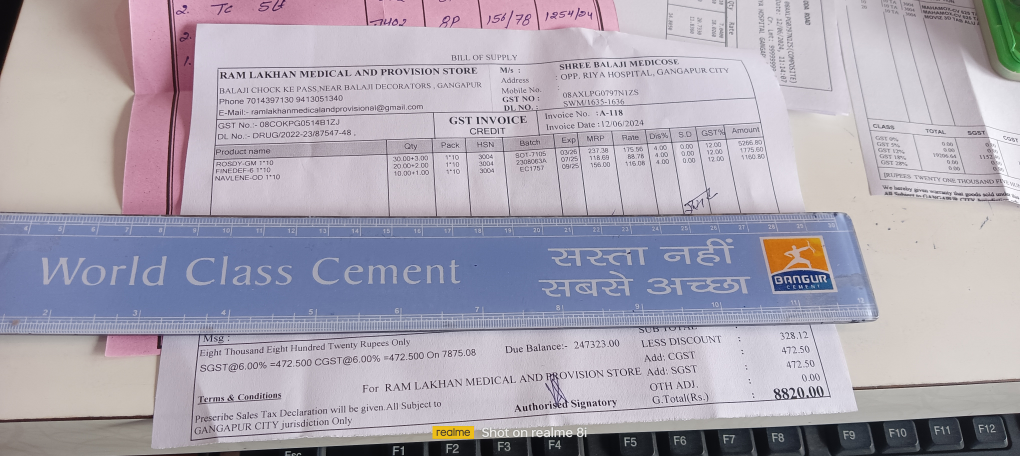 2. Tc 54
BILL OF SUPPLY
RAM LAKHAN MEDICAL AND PROVISION STORE
BALAJI CHOCK KE PASS,NEAR BALAJI DECORATORS , GANGAPUR
Phone 7014397130 9413051340
E-Mail:- ramlakhanmedicalandprovisional@gmail.com
M/s : SHREE BALAJI MEDICOSE
Address : OPP. RIYA HOSPITAL, GANGAPUR CITY
Mobile No. :
GST NO : 08AXLPG0797N1ZS
DL NO. : SWM/1635-1636
GST No.:- 08COKPG0514B1ZJ
DL No.:- DRUG/2022-23/87547-48 ,
GST INVOICE
CREDIT
Invoice No. :A-118
Invoice Date :12/06/2024
Product name Qty Pack HSN Batch Exp MRP Rate Dis% S.D GST% Amount
ROSDY-GM 1*10 30.00+3.00 1*10 3004 SOT-7105 03/26 237.38 175.56 4.00 0.00 12.00 5266.80
FINEDEF-6 1*10 20.00+2.00 1*10 3004 2308063A 07/25 118.69 88.78 4.00 0.00 12.00 1775.60
NAVLENE-OD 1*10 10.00+1.00 1*10 3004 EC1757 09/25 156.00 116.08 4.00 0.00 12.00 1160.80
World Class Cement
सस्ता नहीं
सबसे अच्छा
BANGUR
CEMENT
Msg :
Eight Thousand Eight Hundred Twenty Rupees Only
SGST@6.00% =472.500 CGST@6.00% =472.500 On 7875.08
Due Balance:- 247323.00
SUB TOTAL :
LESS DISCOUNT : 328.12
Add: CGST : 472.50
Add: SGST : 472.50
OTH ADJ. 0.00
G.Total(Rs.) : 8820.00
For RAM LAKHAN MEDICAL AND PROVISION STORE
Terms & Conditions
Prescribe Sales Tax Declaration will be given.All Subject to
GANGAPUR CITY jurisdiction Only
Authorised Signatory
CLASS TOTAL SGST
realme Shot on realme 8i
Esc F1 F2 F3 F4 F5 F6 F7 F8 F9 F10 F11 F12